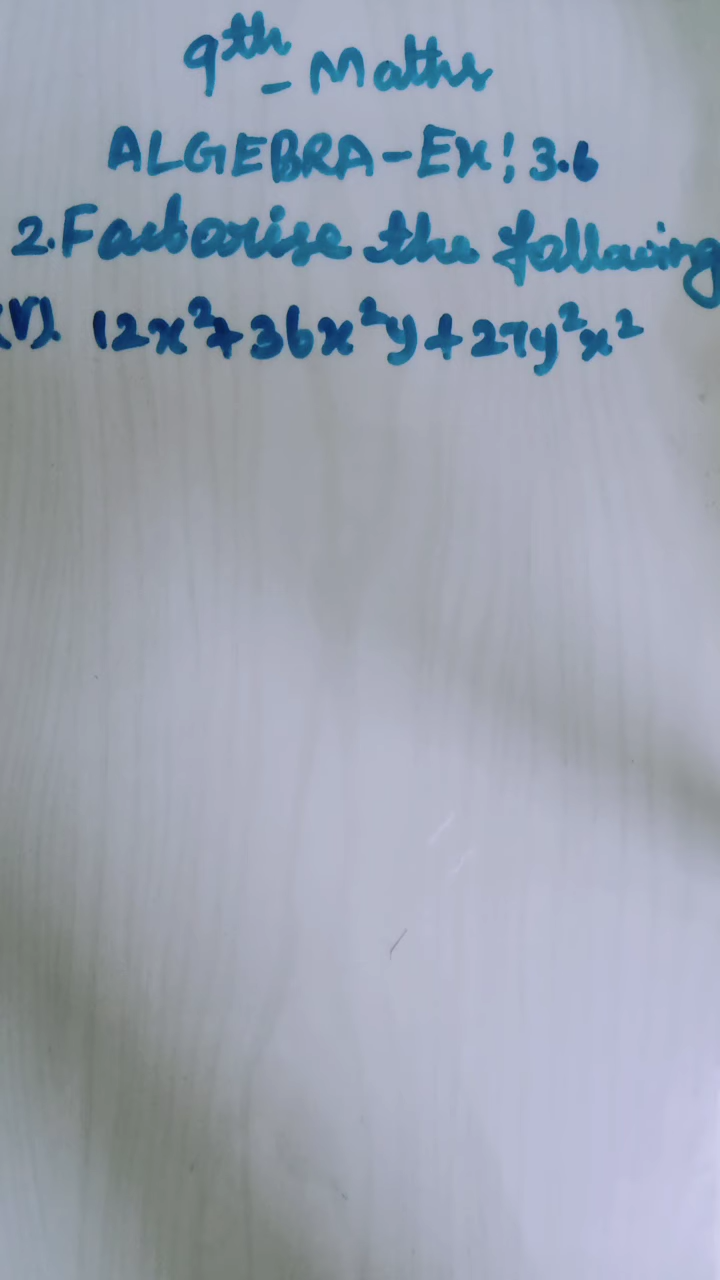 9th - Maths
ALGEBRA-Ex: 3.6
2.Factorise the following
(V). 12x²+36x²y+27y²x²